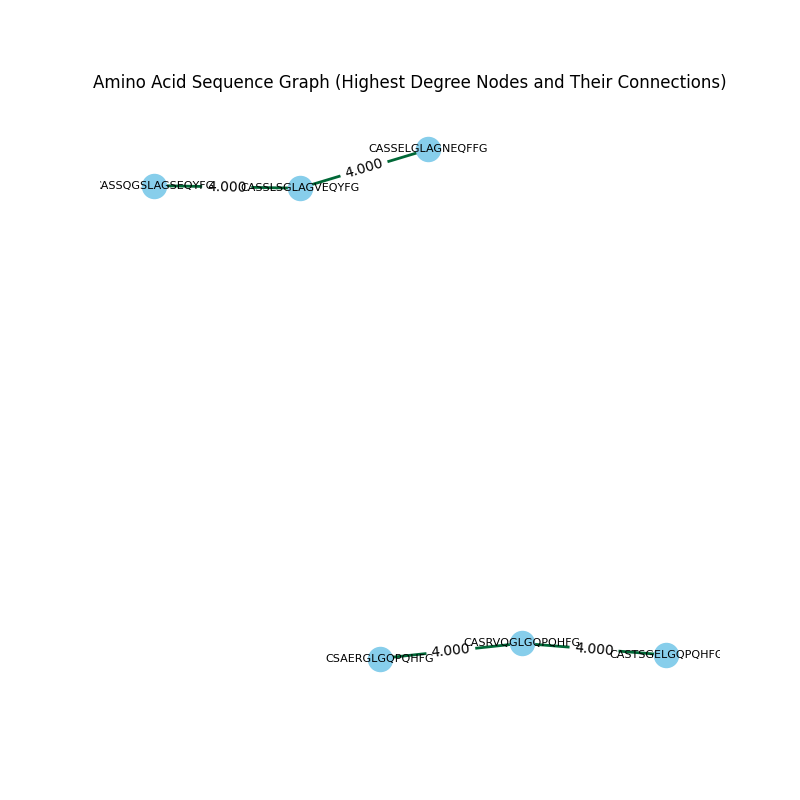 Amino Acid Sequence Graph (Highest Degree Nodes and Their Connections)
CASSELGLAGNEQFFG
4.000
ASSQGSLAGSEQYFG
4.000
CASSLSGLAGVEQYFG
CASRVQGLGQPQHFG
4.000
4.000
CSAERGLGQPQHFG
CASTSGELGQPQHFG